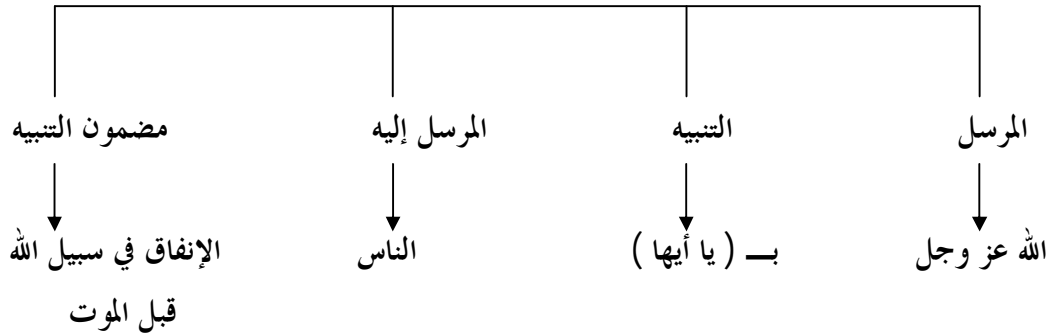 المرسل التنبيه المرسل إليه مضمون التنبيه
الله عز وجل بـــ ( يا أيها ) الناس الإنفاق في سبيل الله
قبل الموت